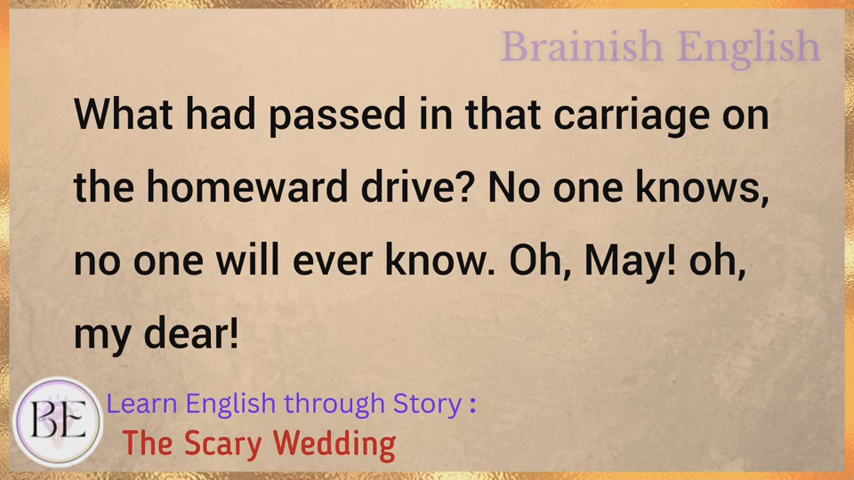 Brainish English
What had passed in that carriage on
the homeward drive? No one knows,
no one will ever know. Oh, May! oh,
my dear!
BE
Learn English through Story :
The Scary Wedding